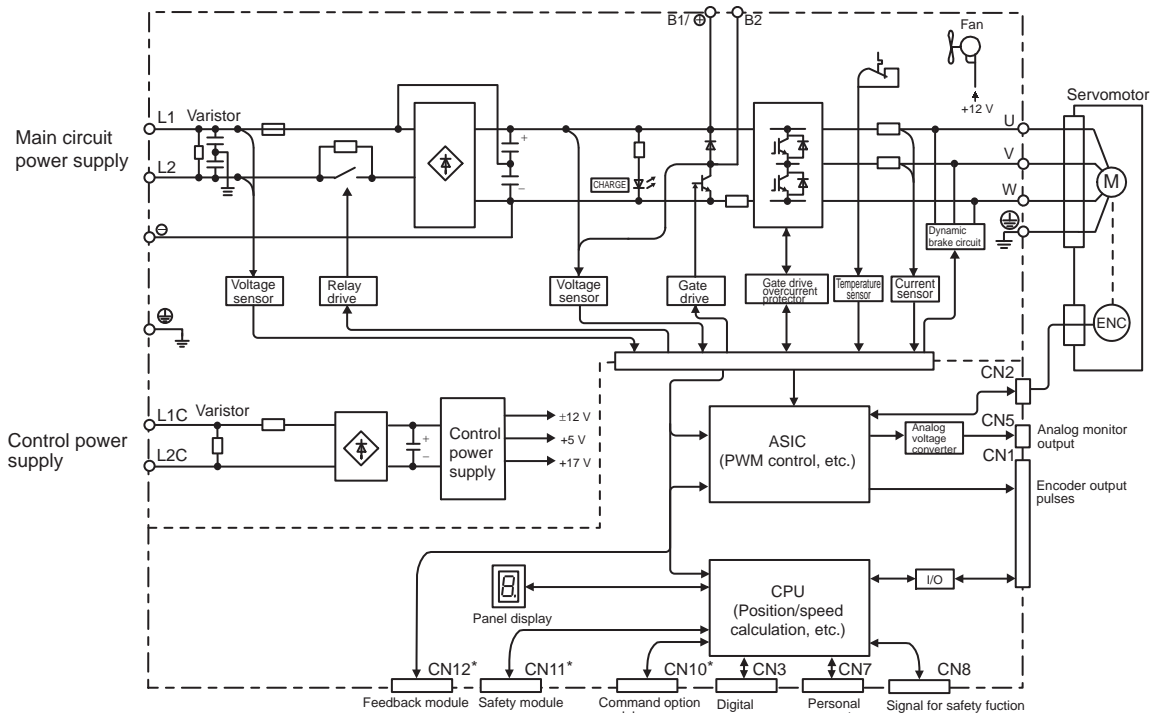 B1/⊕ B2
Fan
+12 V
Servomotor
Main circuit
power supply
L1 Varistor
L2
⊖
+
–
CHARGE
U
V
W
M
Dynamic
brake circuit
Voltage
sensor
Relay
drive
Voltage
sensor
Gate
drive
Gate drive
overcurrent
protector
Temperature
sensor
Current
sensor
ENC
Control power
supply
L1C Varistor
L2C
+
–
Control
power
supply
±12 V
+5 V
+17 V
ASIC
(PWM control, etc.)
Analog
voltage
converter
CN2
CN5
Analog monitor
output
CN1
Encoder output
pulses
CPU
(Position/speed
calculation, etc.)
I/O
8.
Panel display
CN12* CN11* CN10* CN3 CN7 CN8
Feedback module Safety module Command option Digital Personal Signal for safety fuction